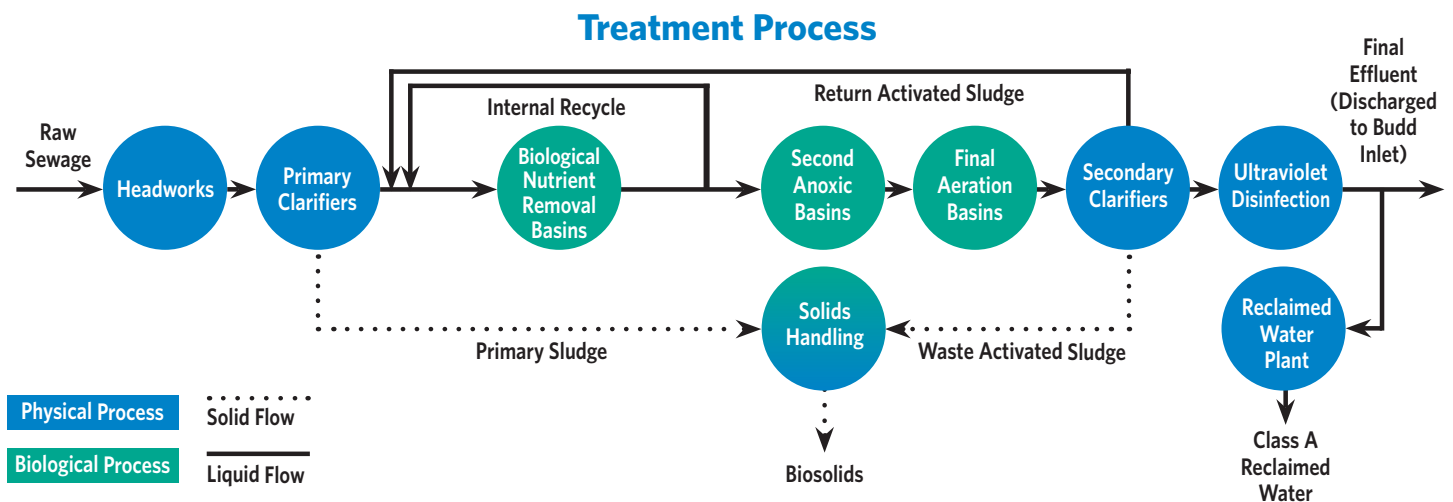 Treatment Process
Raw
Sewage
Headworks
Primary
Clarifiers
Internal Recycle
Biological
Nutrient
Removal
Basins
Return Activated Sludge
Second
Anoxic
Basins
Final
Aeration
Basins
Secondary
Clarifiers
Ultraviolet
Disinfection
Final
Effluent
(Discharged
to Budd
Inlet)
Primary Sludge
Solids
Handling
Waste Activated Sludge
Reclaimed
Water
Plant
Physical Process
Solid Flow
Biological Process
Liquid Flow
Biosolids
Class A
Reclaimed
Water